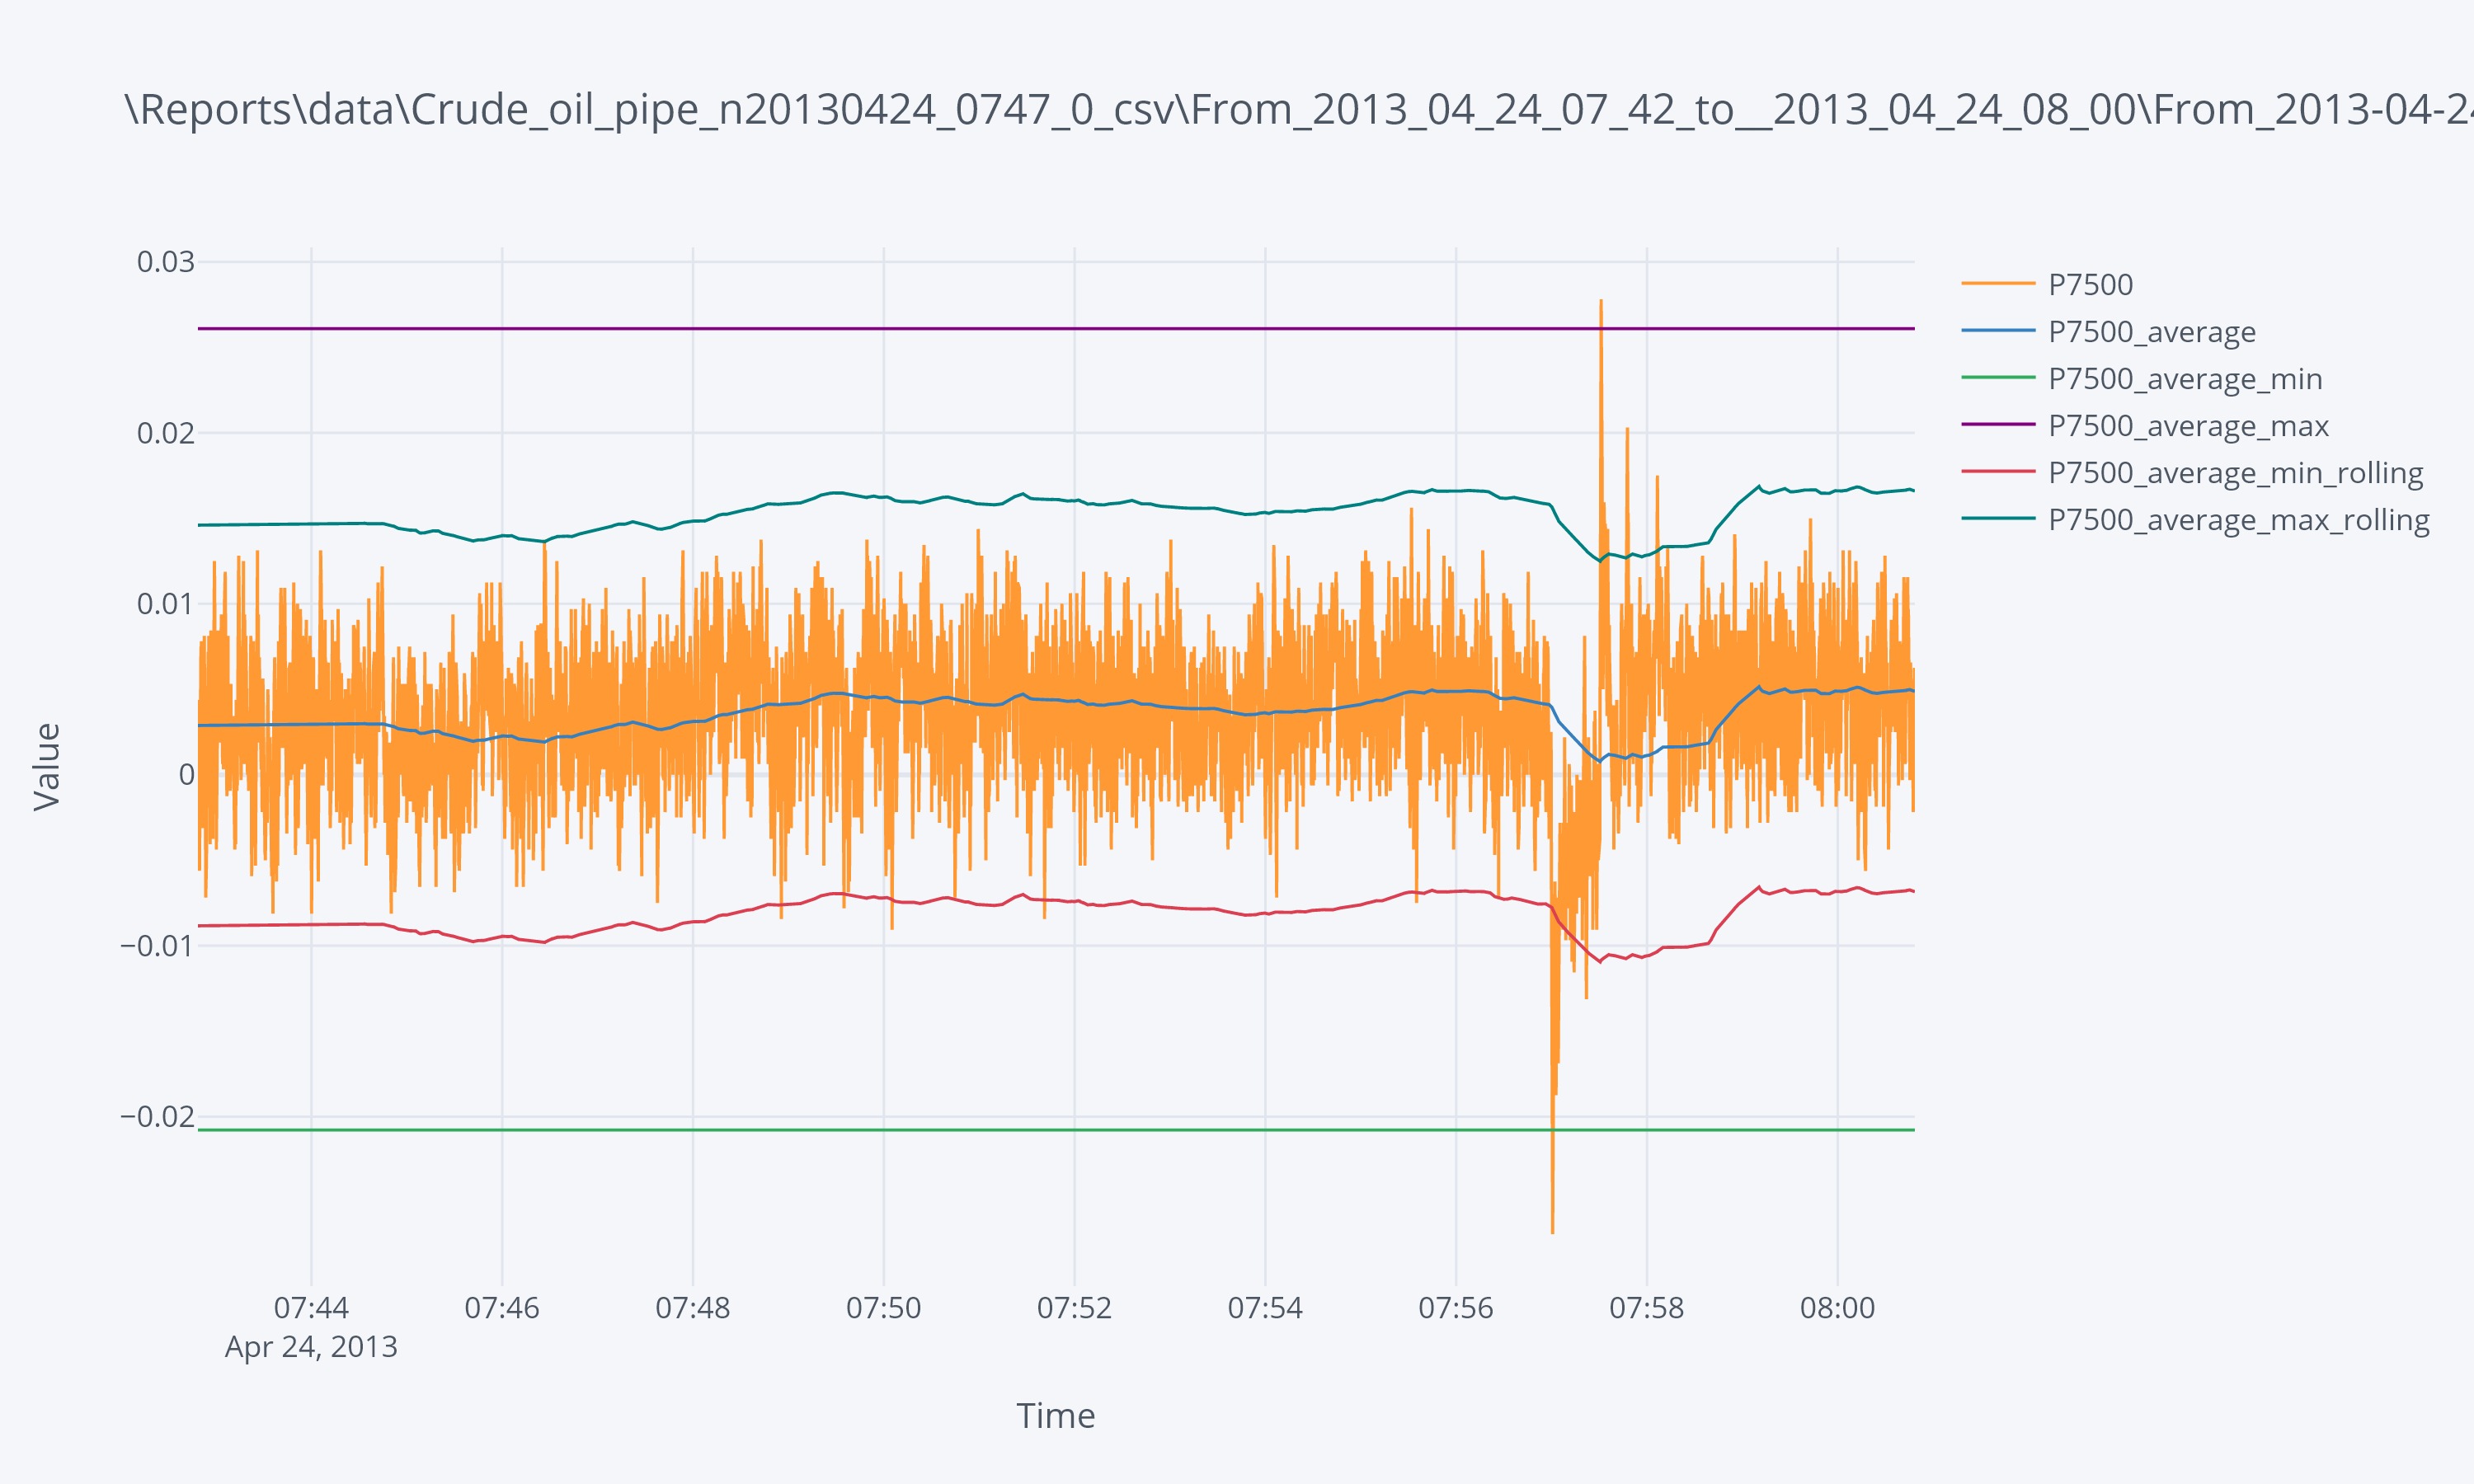 \Reports\data\Crude_oil_pipe_n20130424_0747_0_csv\From_2013_04_24_07_42_to__2013_04_24_08_00\From_2013-04-24
0.03
0.02
0.01
0
−0.01
−0.02
Value
07:44
Apr 24, 2013
07:46
07:48
07:50
07:52
07:54
07:56
07:58
08:00
Time
P7500
P7500_average
P7500_average_min
P7500_average_max
P7500_average_min_rolling
P7500_average_max_rolling